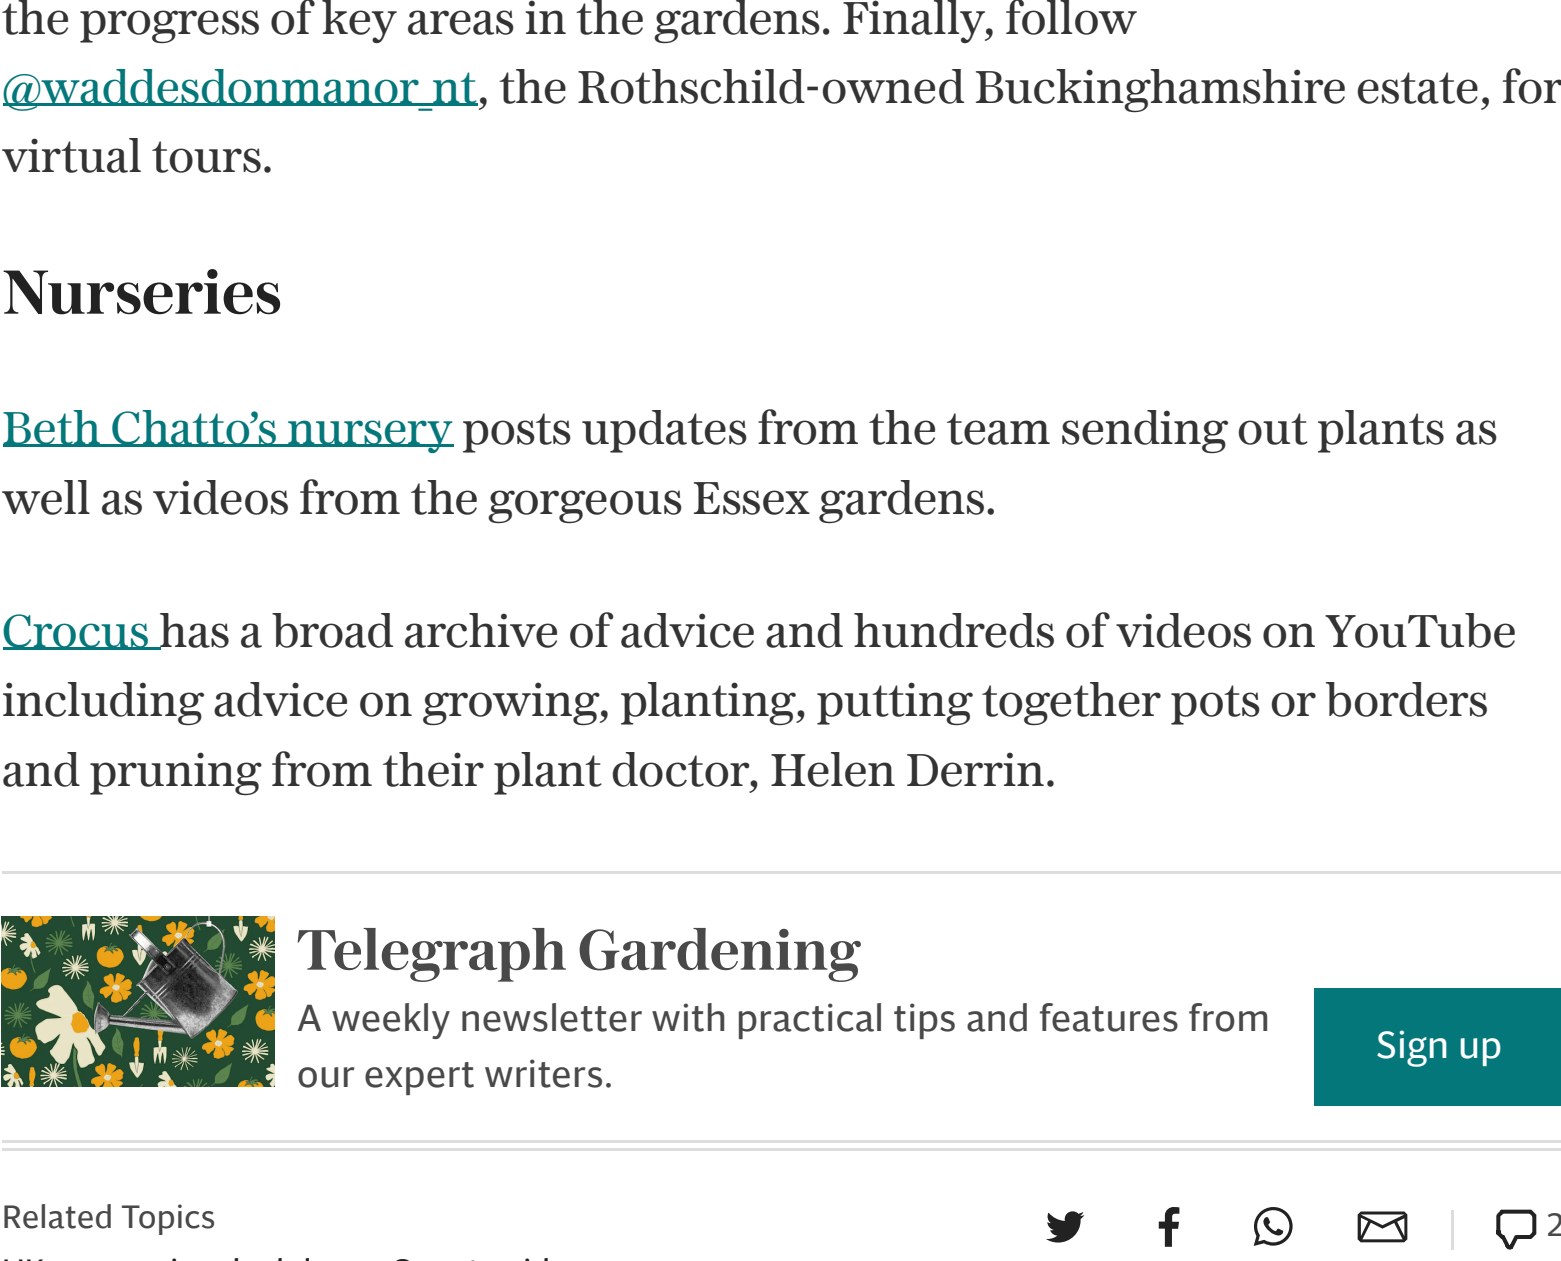 the progress of key areas in the gardens. Finally, follow
@waddesdonmanor_nt, the Rothschild-owned Buckinghamshire estate, for
virtual tours.
Nurseries
Beth Chatto’s nursery posts updates from the team sending out plants as
well as videos from the gorgeous Essex gardens.
Crocus has a broad archive of advice and hundreds of videos on YouTube
including advice on growing, planting, putting together pots or borders
and pruning from their plant doctor, Helen Derrin.
Telegraph Gardening
A weekly newsletter with practical tips and features from
our expert writers.
Sign up
Related Topics
2